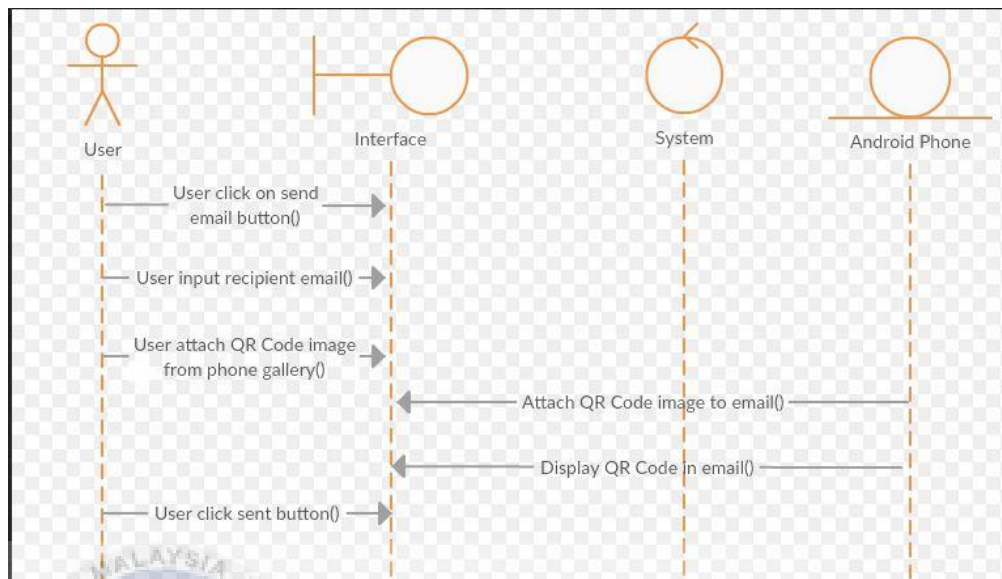 User
Interface
System
Android Phone
User click on send
email button()
User input recipient email()
User attach QR Code image
from phone gallery()
Attach QR Code image to email()
Display QR Code in email()
User click sent button()
MALAYSIA